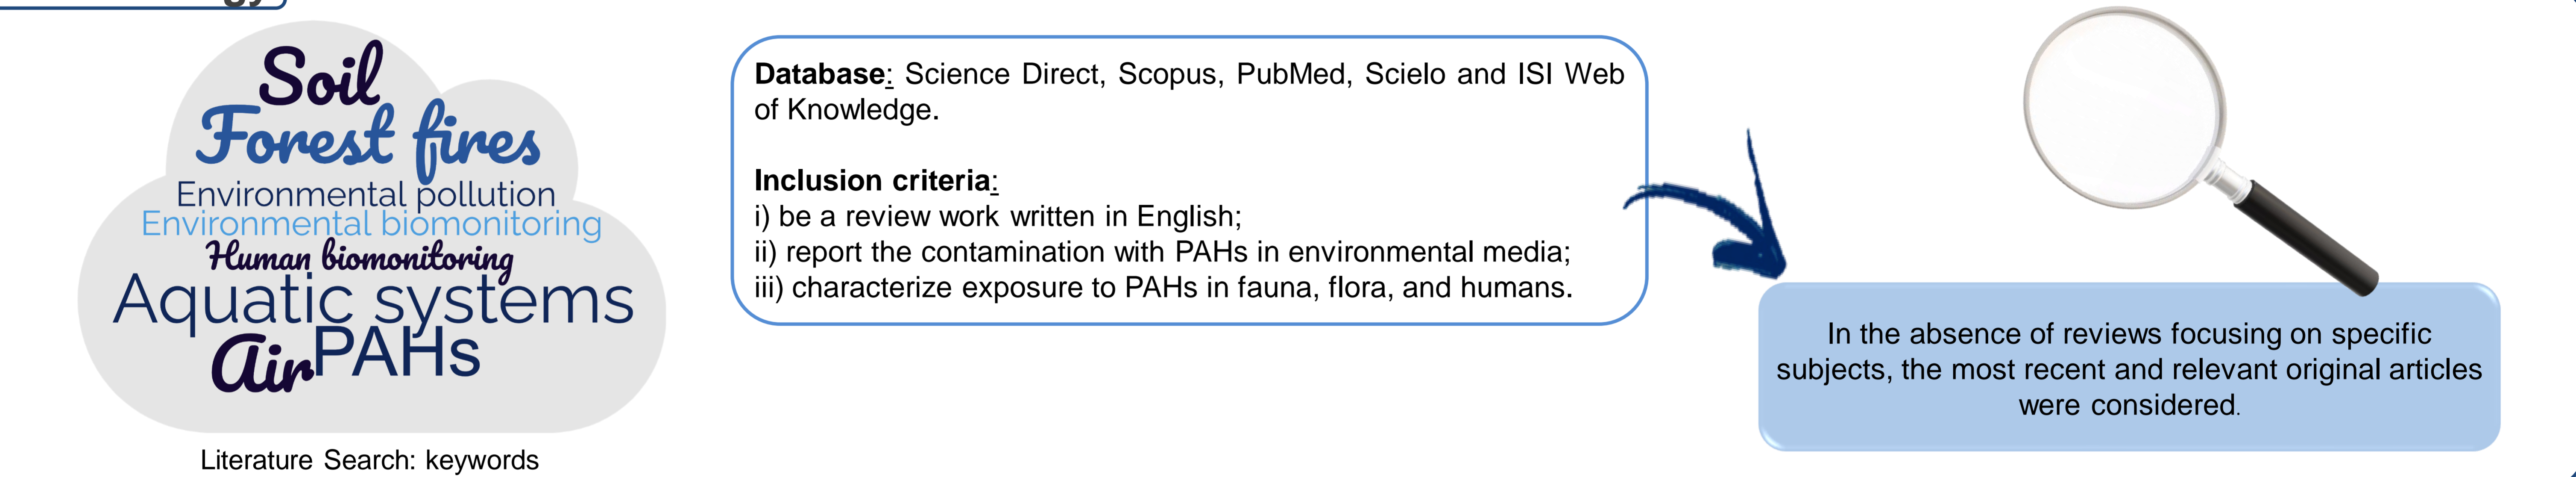 Soil
Forest fires
Environmental pollution
Environmental biomonitoring
Human biomonitoring
Aquatic systems
Air PAHs
Literature Search: keywords
Database: Science Direct, Scopus, PubMed, Scielo and ISI Web
of Knowledge.
Inclusion criteria:
i) be a review work written in English;
ii) report the contamination with PAHs in environmental media;
iii) characterize exposure to PAHs in fauna, flora, and humans.
In the absence of reviews focusing on specific
subjects, the most recent and relevant original articles
were considered.